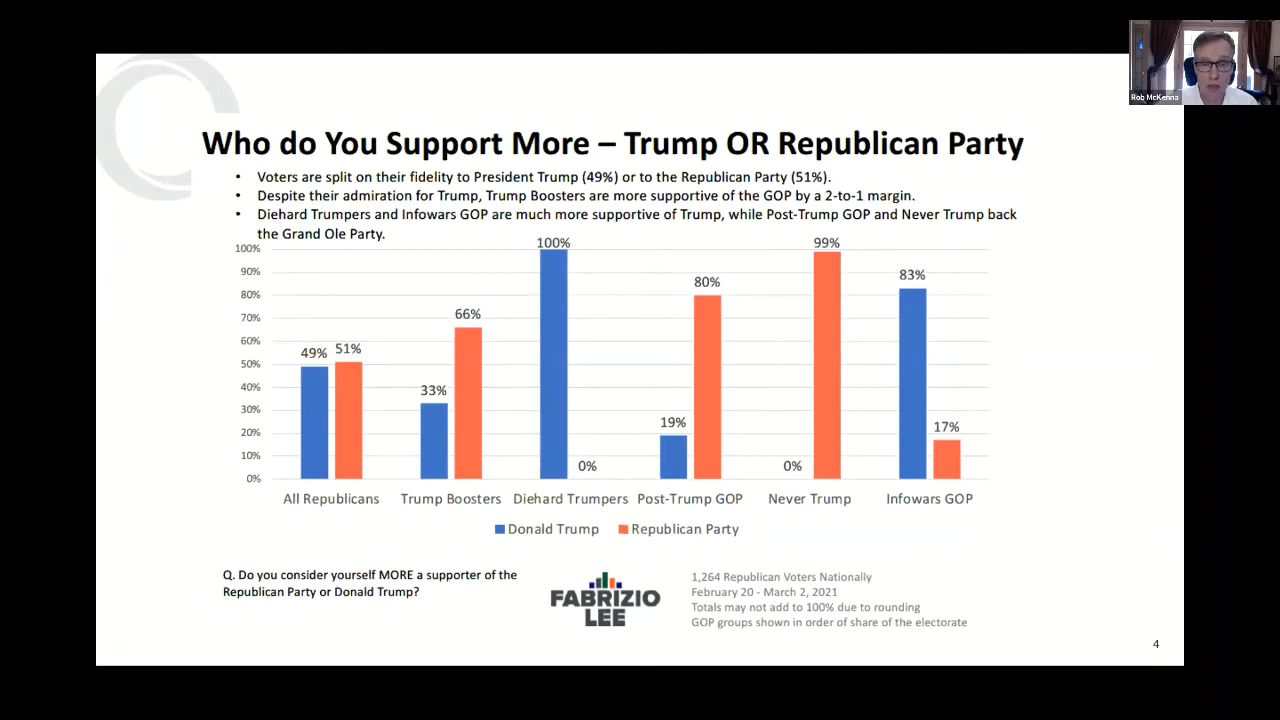 Rob McKenna
Who do You Support More – Trump OR Republican Party
• Voters are split on their fidelity to President Trump (49%) or to the Republican Party (51%).
• Despite their admiration for Trump, Trump Boosters are more supportive of the GOP by a 2-to-1 margin.
• Diehard Trumpers and Infowars GOP are much more supportive of Trump, while Post-Trump GOP and Never Trump back
the Grand Ole Party.
100%
90%
80%
70%
60%
50%
40%
30%
20%
10%
0%
49% 51%
33% 66%
100% 0%
19% 80%
0% 99%
83% 17%
All Republicans Trump Boosters Diehard Trumpers Post-Trump GOP Never Trump Infowars GOP
Donald Trump Republican Party
Q. Do you consider yourself MORE a supporter of the
Republican Party or Donald Trump?
FABRIZIO
LEE
1,264 Republican Voters Nationally
February 20 - March 2, 2021
Totals may not add to 100% due to rounding
GOP groups shown in order of share of the electorate
4